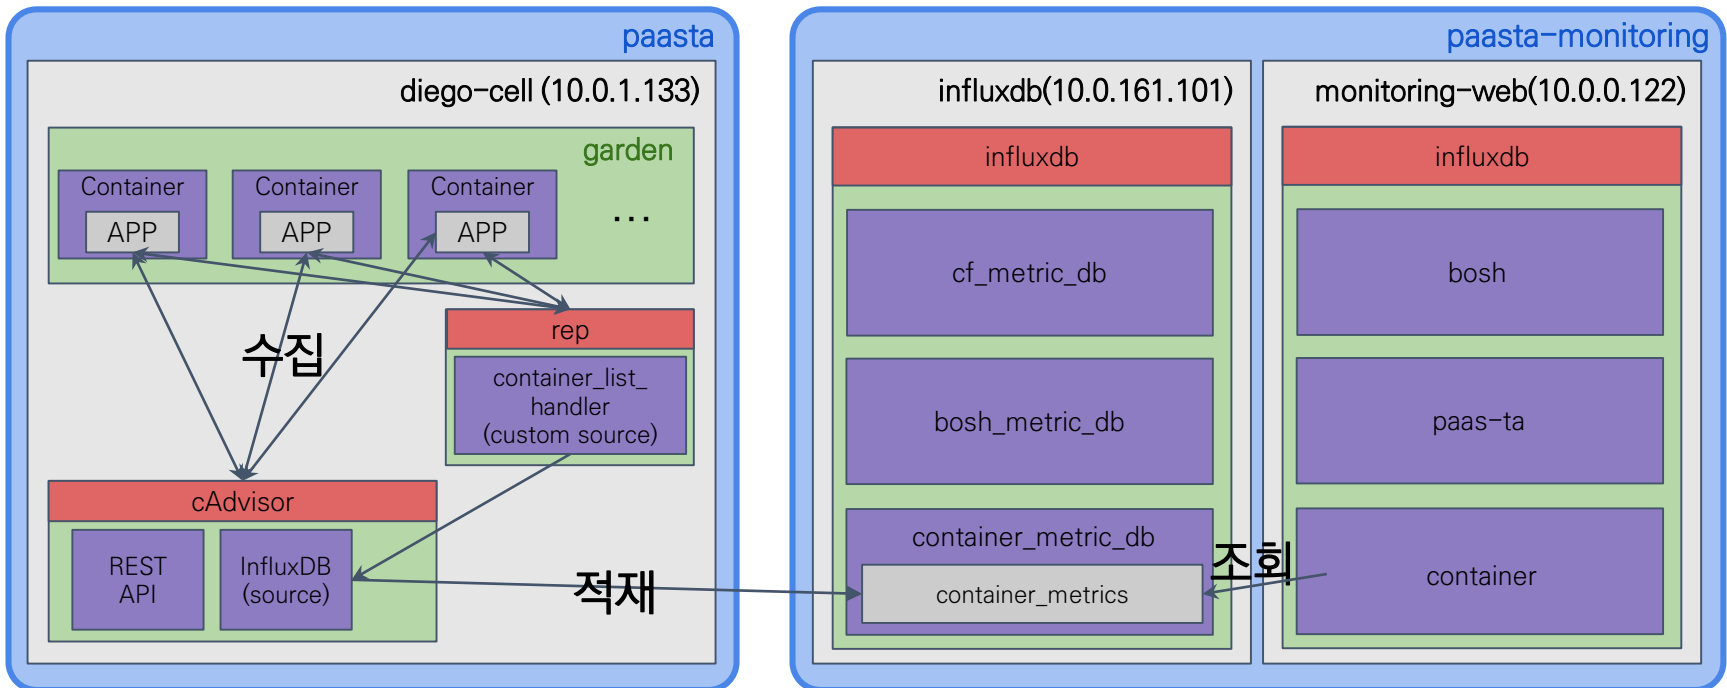 paasta
diego-cell (10.0.1.133)
garden
Container
APP
Container
APP
Container
APP
...
수집
rep
container_list_
handler
(custom source)
cAdvisor
REST
API
InfluxDB
(source)
적재
paasta-monitoring
influxdb(10.0.161.101)
influxdb
cf_metric_db
bosh_metric_db
container_metric_db
container_metrics
조회
monitoring-web(10.0.0.122)
influxdb
bosh
paas-ta
container